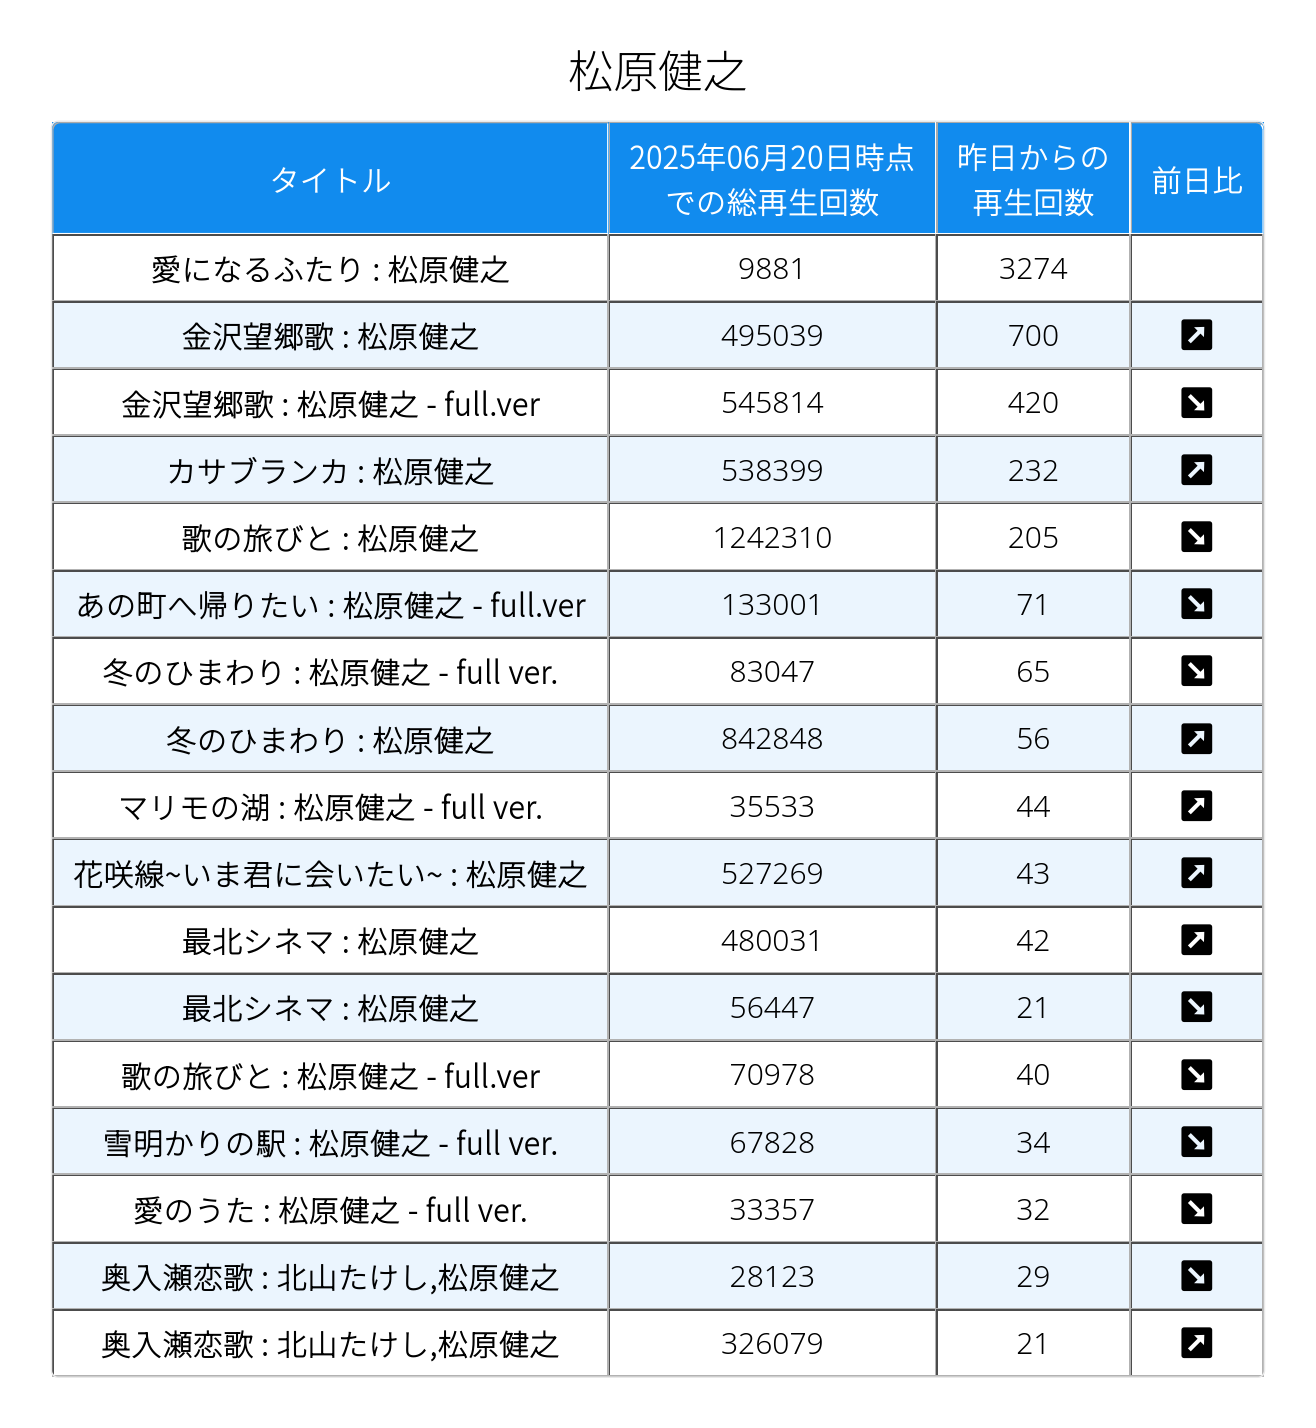 松原健之
タイトル 2025年06月20日時点での総再生回数 昨日からの再生回数 前日比
愛になるふたり : 松原健之 9881 3274
金沢望郷歌 : 松原健之 495039 700 ↗
金沢望郷歌 : 松原健之 - full.ver 545814 420 ↘
カサブランカ : 松原健之 538399 232 ↗
歌の旅びと : 松原健之 1242310 205 ↘
あの町へ帰りたい : 松原健之 - full.ver 133001 71 ↘
冬のひまわり : 松原健之 - full ver. 83047 65 ↘
冬のひまわり : 松原健之 842848 56 ↗
マリモの湖 : 松原健之 - full ver. 35533 44 ↗
花咲線~いま君に会いたい~ : 松原健之 527269 43 ↗
最北シネマ : 松原健之 480031 42 ↗
最北シネマ : 松原健之 56447 21 ↘
歌の旅びと : 松原健之 - full.ver 70978 40 ↘
雪明かりの駅 : 松原健之 - full ver. 67828 34 ↘
愛のうた : 松原健之 - full ver. 33357 32 ↘
奥入瀬恋歌 : 北山たけし,松原健之 28123 29 ↘
奥入瀬恋歌 : 北山たけし,松原健之 326079 21 ↗